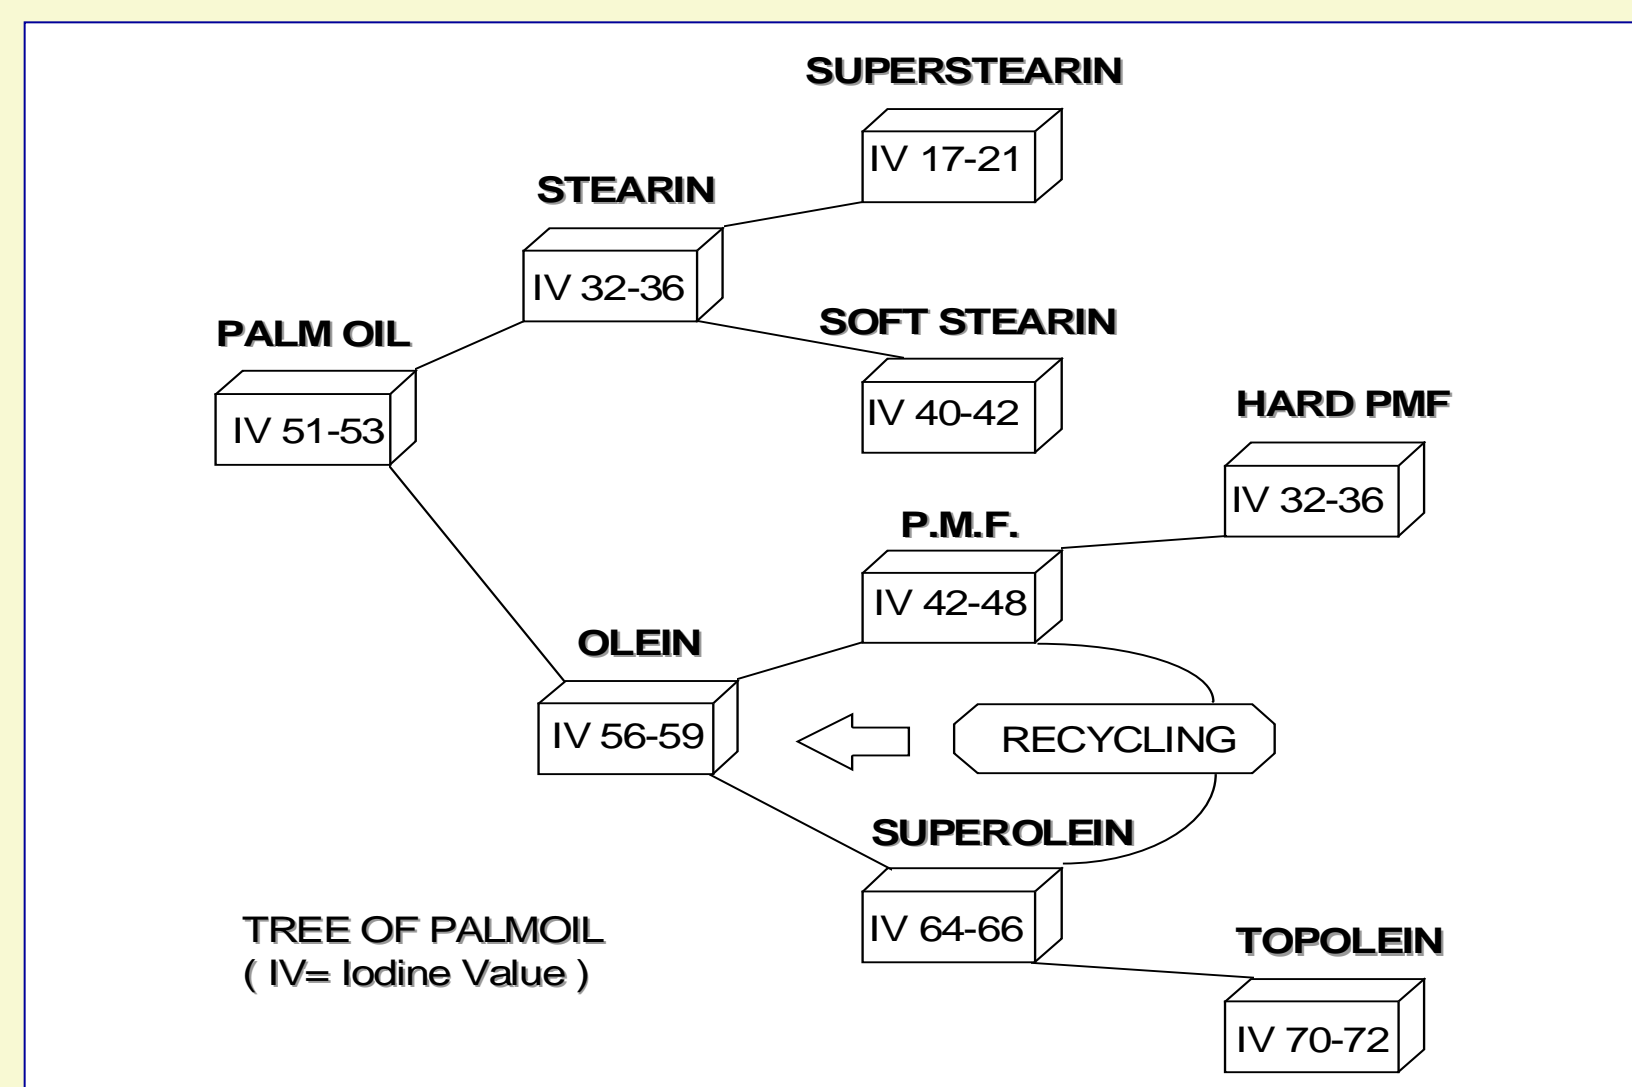 SUPERSTEARIN
IV 17-21
STEARIN
IV 32-36
SOFT STEARIN
IV 40-42
PALM OIL
IV 51-53
HARD PMF
IV 32-36
P.M.F.
IV 42-48
OLEIN
IV 56-59
RECYCLING
SUPEROLEIN
IV 64-66
TOPOLEIN
IV 70-72
TREE OF PALMOIL
( IV= Iodine Value )